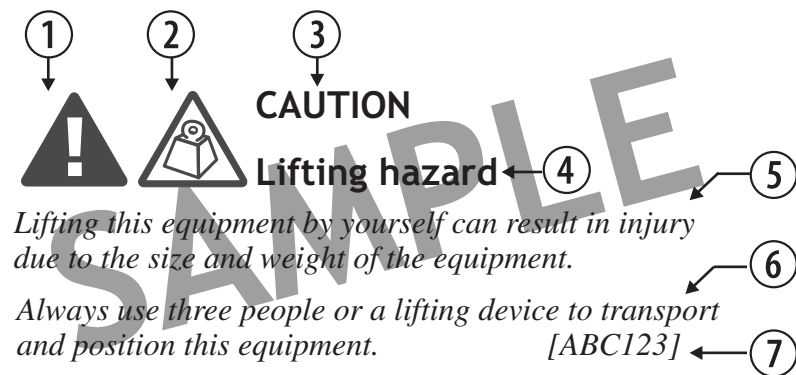 1 2 3
!
CAUTION
Lifting hazard 4
5
Lifting this equipment by yourself can result in injury
due to the size and weight of the equipment.
6
Always use three people or a lifting device to transport
and position this equipment. [ABC123] 7
SAMPLE